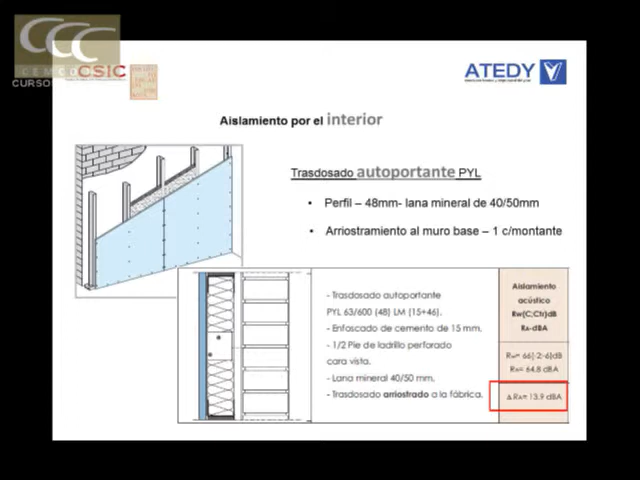 CCC
CEMCO
CURSO
CSIC
ATEDY
Aislamiento por el interior
Trasdosado autoportante PYL
• Perfil – 48mm- lana mineral de 40/50mm
• Arriostramiento al muro base – 1 c/montante
- Trasdosado autoportante
PYL 63/600 (48) LM (15+46).
- Enfoscado de cemento de 15 mm.
- 1/2 Pie de ladrillo perforado
cara vista.
- Lana mineral 40/50 mm.
- Trasdosado arriostrado a la fábrica.
Aislamiento
acústico
Rw(C;Ctr)dB
RA-dBA
Rw= 66(-2-6)dB
RA= 64.8 dBA
Δ RA= 13.9 dBA